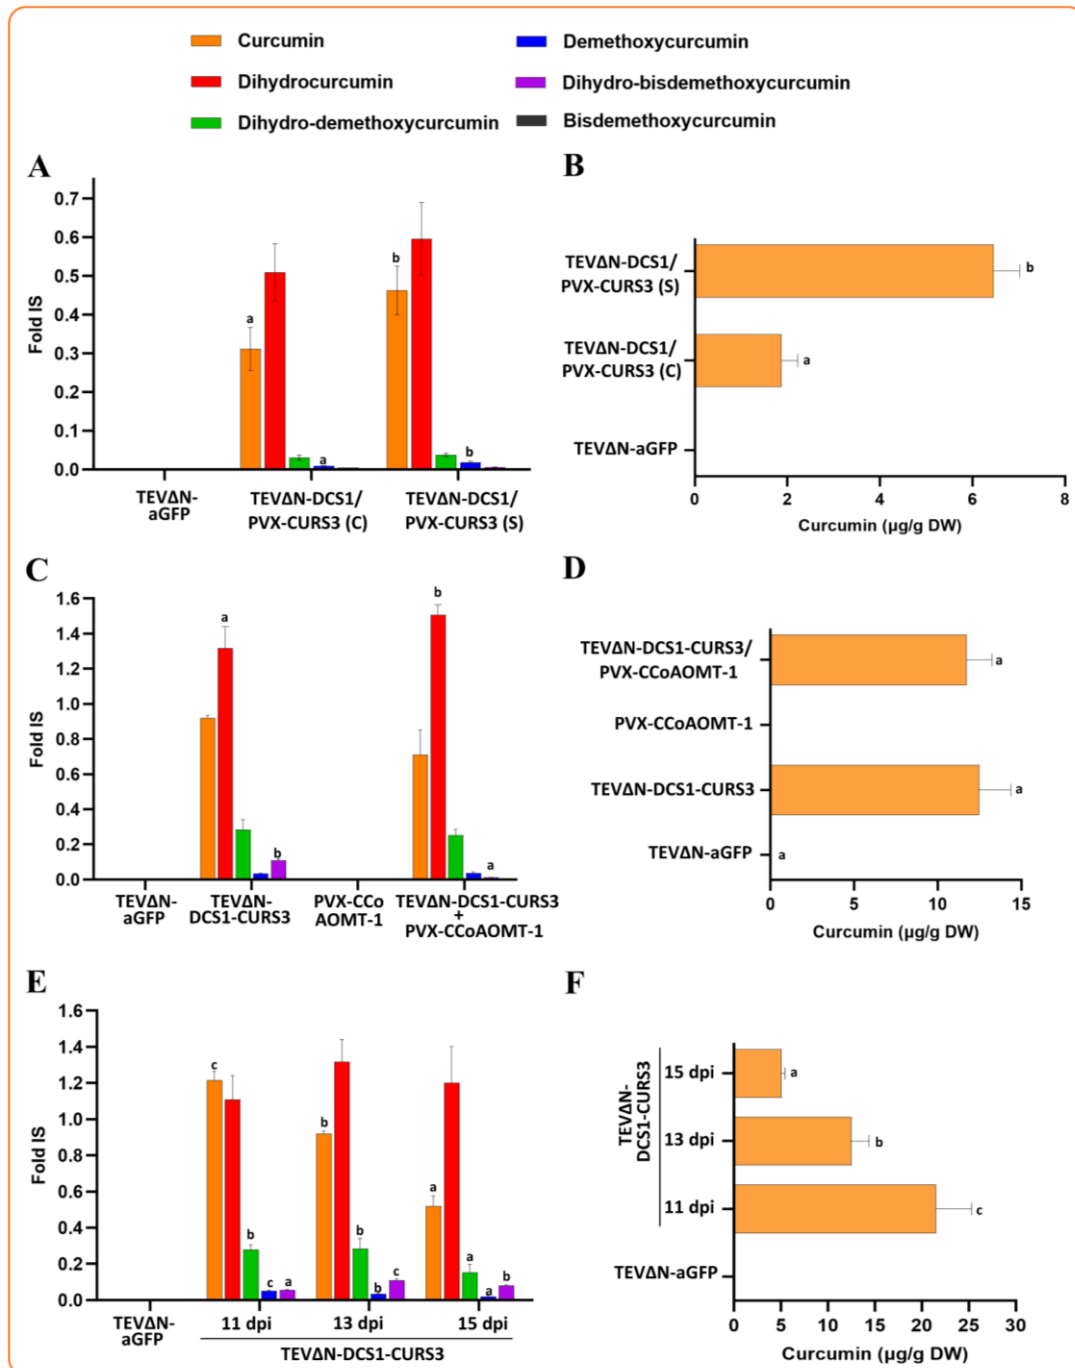 Curcumin
Demethoxycurcumin
Dihydrocurcumin
Dihydro-bisdemethoxycurcumin
Dihydro-demethoxycurcumin
Bisdemethoxycurcumin
A
0.7
0.6
0.5
0.4
0.3
0.2
0.1
0.0
Fold IS
a
a
b
b
TEVΔN-
aGFP
TEVΔN-DCS1/
PVX-CURS3 (C)
TEVΔN-DCS1/
PVX-CURS3 (S)
B
TEVΔN-DCS1/
PVX-CURS3 (S)
b
TEVΔN-DCS1/
PVX-CURS3 (C)
a
TEVΔN-aGFP
0 2 4 6 8
Curcumin (μg/g DW)
C
1.6
1.4
1.2
1.0
0.8
0.6
0.4
0.2
0.0
Fold IS
a
b
b
a
TEVΔN-
aGFP
TEVΔN-
DCS1-CURS3
PVX-CCo
AOMT-1
TEVΔN-DCS1-CURS3
+
PVX-CCoAOMT-1
D
TEVΔN-DCS1-CURS3/
PVX-CCoAOMT-1
a
PVX-CCoAOMT-1
TEVΔN-DCS1-CURS3
a
TEVΔN-aGFP
a
0 5 10 15
Curcumin (μg/g DW)
E
1.6
1.4
1.2
1.0
0.8
0.6
0.4
0.2
0.0
Fold IS
c
b
c
a
b
b
b
c
a
a
a
b
TEVΔN-
aGFP
11 dpi
13 dpi
15 dpi
TEVΔN-DCS1-CURS3
F
TEVΔN-
DCS1-CURS3
15 dpi
a
13 dpi
b
11 dpi
c
TEVΔN-aGFP
0 5 10 15 20 25 30
Curcumin (μg/g DW)